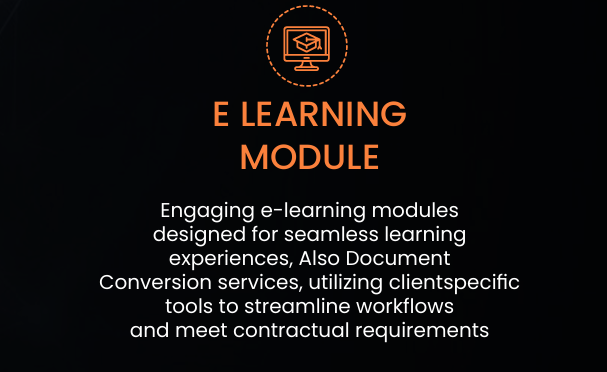 E LEARNING
MODULE
Engaging e-learning modules
designed for seamless learning
experiences, Also Document
Conversion services, utilizing clientspecific
tools to streamline workflows
and meet contractual requirements